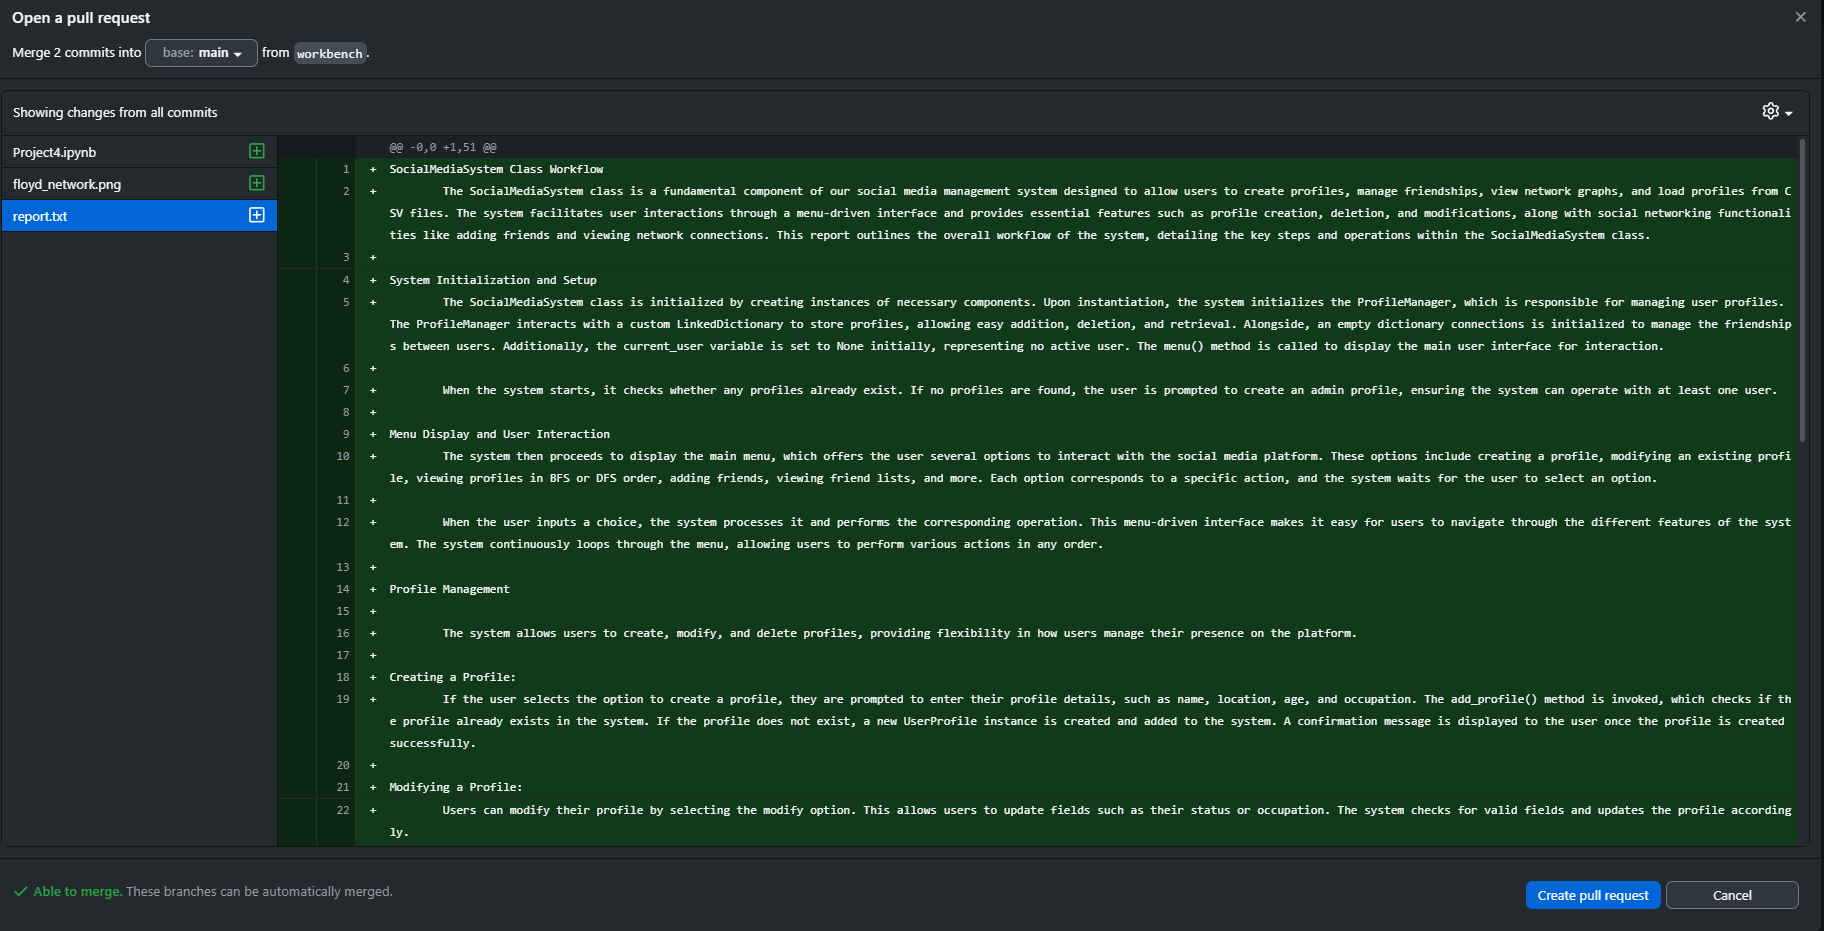 Open a pull request
Merge 2 commits into base: main from workbench.
Showing changes from all commits
Project4.ipynb
floyd_network.png
report.txt
@@ -0,0 +1,51 @@
1 + SocialMediaSystem Class Workflow
2 + The SocialMediaSystem class is a fundamental component of our social media management system designed to allow users to create profiles, manage friendships, view network graphs, and load profiles from C
SV files. The system facilitates user interactions through a menu-driven interface and provides essential features such as profile creation, deletion, and modifications, along with social networking functionali
ties like adding friends and viewing network connections. This report outlines the overall workflow of the system, detailing the key steps and operations within the SocialMediaSystem class.
3 +
4 + System Initialization and Setup
5 + The SocialMediaSystem class is initialized by creating instances of necessary components. Upon instantiation, the system initializes the ProfileManager, which is responsible for managing user profiles.
The ProfileManager interacts with a custom LinkedDictionary to store profiles, allowing easy addition, deletion, and retrieval. Alongside, an empty dictionary connections is initialized to manage the friendship
s between users. Additionally, the current_user variable is set to None initially, representing no active user. The menu() method is called to display the main user interface for interaction.
6 +
7 + When the system starts, it checks whether any profiles already exist. If no profiles are found, the user is prompted to create an admin profile, ensuring the system can operate with at least one user.
8 +
9 + Menu Display and User Interaction
10 + The system then proceeds to display the main menu, which offers the user several options to interact with the social media platform. These options include creating a profile, modifying an existing profi
le, viewing profiles in BFS or DFS order, adding friends, viewing friend lists, and more. Each option corresponds to a specific action, and the system waits for the user to select an option.
11 +
12 + When the user inputs a choice, the system processes it and performs the corresponding operation. This menu-driven interface makes it easy for users to navigate through the different features of the syst
em. The system continuously loops through the menu, allowing users to perform various actions in any order.
13 +
14 + Profile Management
15 +
16 + The system allows users to create, modify, and delete profiles, providing flexibility in how users manage their presence on the platform.
17 +
18 + Creating a Profile:
19 + If the user selects the option to create a profile, they are prompted to enter their profile details, such as name, location, age, and occupation. The add_profile() method is invoked, which checks if th
e profile already exists in the system. If the profile does not exist, a new UserProfile instance is created and added to the system. A confirmation message is displayed to the user once the profile is created
successfully.
20 +
21 + Modifying a Profile:
22 + Users can modify their profile by selecting the modify option. This allows users to update fields such as their status or occupation. The system checks for valid fields and updates the profile according
ly.
Able to merge. These branches can be automatically merged.
Create pull request
Cancel